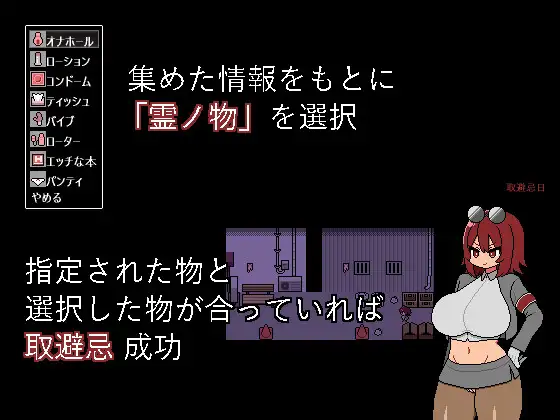 オナホール
ローション
コンドーム
ティッシュ
バイブ
ローター
エッチな本
パンティ
やめる
集めた情報をもとに
「霊ノ物」を選択
取避忌日
指定された物と
選択した物が合っていれば
取避忌 成功